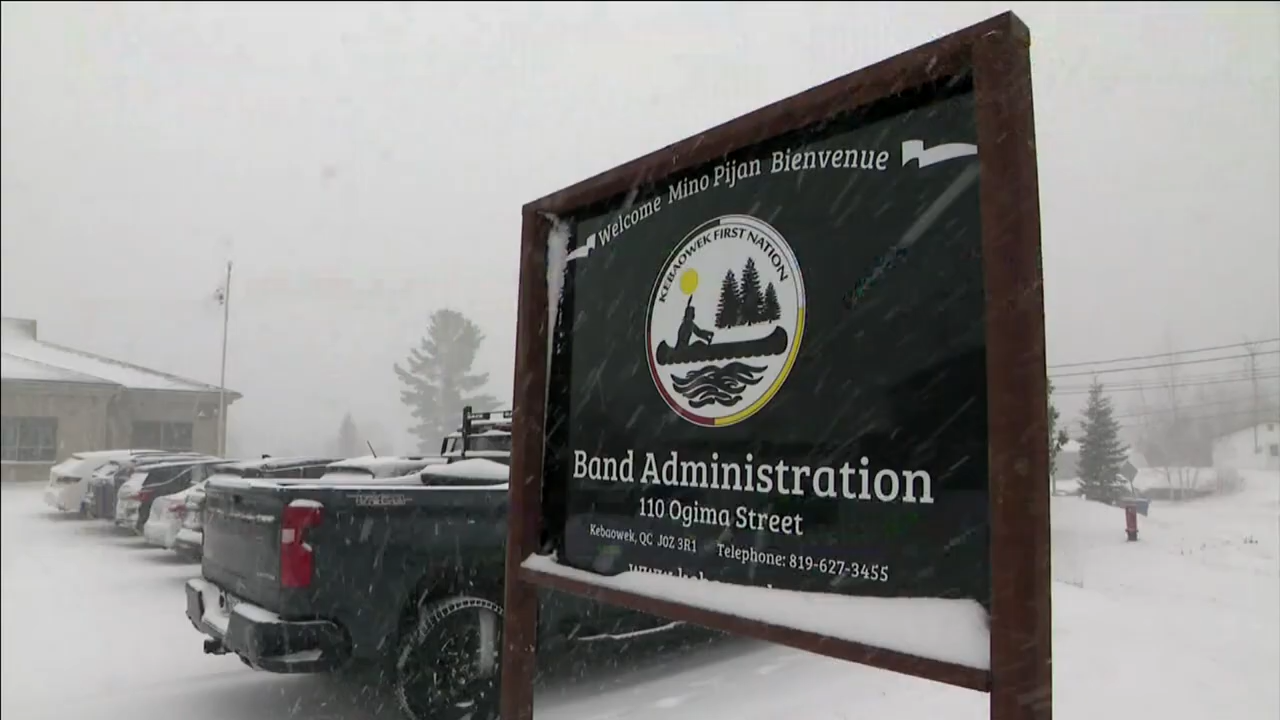 Welcome Mino Pijan Bienvenue
KEBAOWEK FIRST NATION
Band Administration
110 Ogima Street
Kebaowek, QC J0Z 3R1 Telephone: 819-627-3455